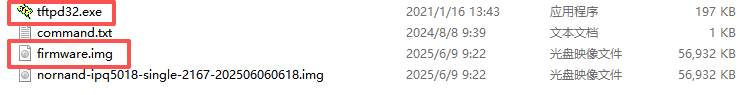 tftpd32.exe 2021/1/16 13:43 应用程序 197 KB
command.txt 2024/8/8 9:39 文本文档 1 KB
firmware.img 2025/6/9 9:22 光盘映像文件 56,932 KB
nornand-ipq5018-single-2167-202506060618.img 2025/6/9 9:22 光盘映像文件 56,932 KB